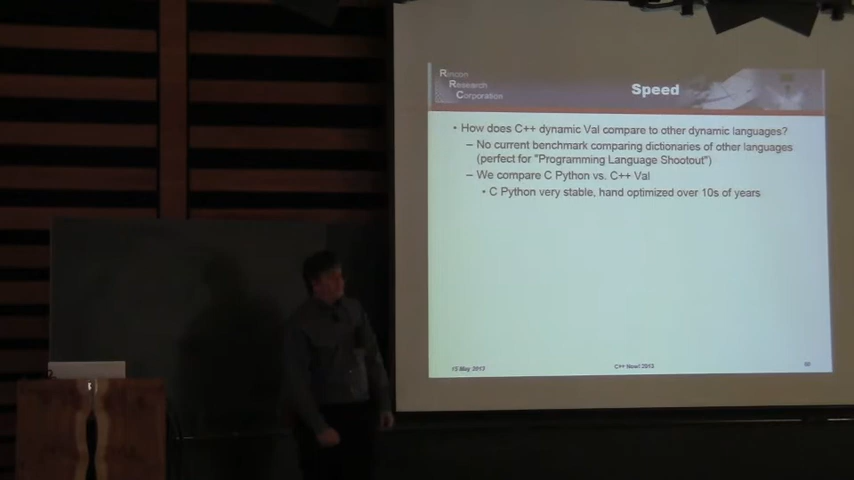 Rincon
Research
Corporation
Speed
• How does C++ dynamic Val compare to other dynamic languages?
– No current benchmark comparing dictionaries of other languages
(perfect for "Programming Language Shootout")
– We compare C Python vs. C++ Val
• C Python very stable, hand optimized over 10s of years
15 May 2013
C++ Now! 2013